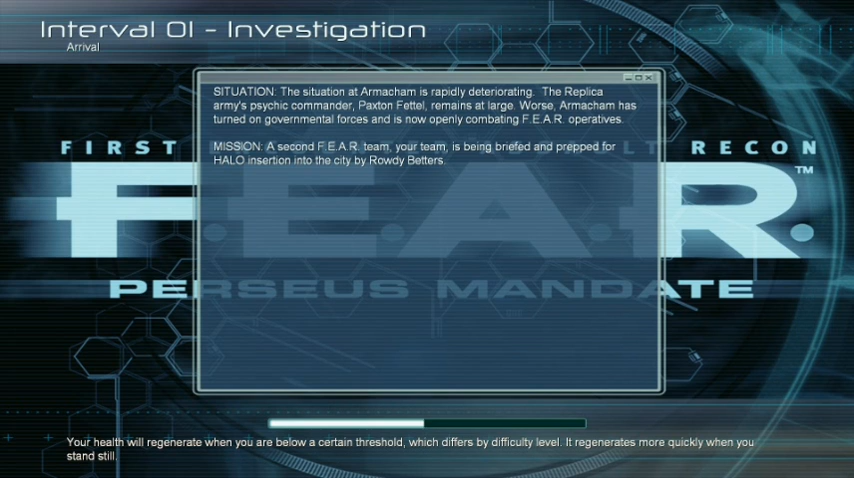 Interval 01 - Investigation
Arrival
SITUATION: The situation at Armacham is rapidly deteriorating. The Replica
army's psychic commander, Paxton Fettel, remains at large. Worse, Armacham has
turned on governmental forces and is now openly combating F.E.A.R. operatives.
MISSION: A second F.E.A.R. team, your team, is being briefed and prepped for
HALO insertion into the city by Rowdy Betters.
FIRST RECON
F.E.A.R.™
PERSEUS MANDATE
Your health will regenerate when you are below a certain threshold, which differs by difficulty level. It regenerates more quickly when you
stand still.